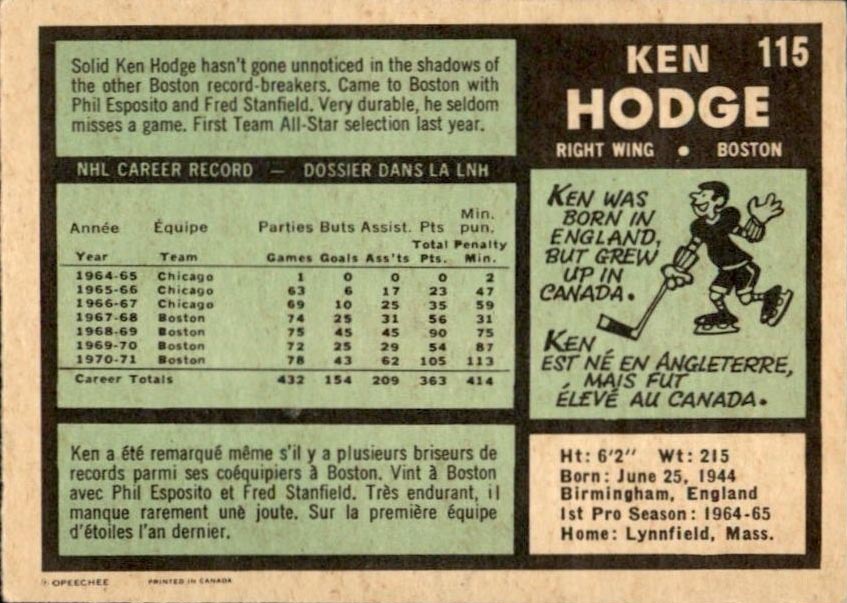 Solid Ken Hodge hasn't gone unnoticed in the shadows of
the other Boston record-breakers. Came to Boston with
Phil Esposito and Fred Stanfield. Very durable, he seldom
misses a game. First Team All-Star selection last year.
KEN 115
HODGE
RIGHT WING • BOSTON
NHL CAREER RECORD — DOSSIER DANS LA LNH
Année Équipe Parties Buts Assist. Pts Min. pun.
Year Team Games Goals Ass'ts Total Pts. Penalty Min.
1964-65 Chicago 1 0 0 0 2
1965-66 Chicago 63 6 17 23 47
1966-67 Chicago 69 10 25 35 59
1967-68 Boston 74 25 31 56 31
1968-69 Boston 75 45 45 90 75
1969-70 Boston 72 25 29 54 87
1970-71 Boston 78 43 62 105 113
Career Totals 432 154 209 363 414
KEN WAS
BORN IN
ENGLAND,
BUT GREW
UP IN
CANADA.
KEN
EST NÉ EN ANGLETERRE,
MAIS FUT
ÉLEVÉ AU CANADA.
Ken a été remarqué même s'il y a plusieurs briseurs de
records parmi ses coéquipiers à Boston. Vint à Boston
avec Phil Esposito et Fred Stanfield. Très endurant, il
manque rarement unè joute. Sur la première équipe
d'étoiles l'an dernier.
Ht: 6'2" Wt: 215
Born: June 25, 1944
Birmingham, England
1st Pro Season: 1964-65
Home: Lynnfield, Mass.
OPEECHEE PRINTED IN CANADA